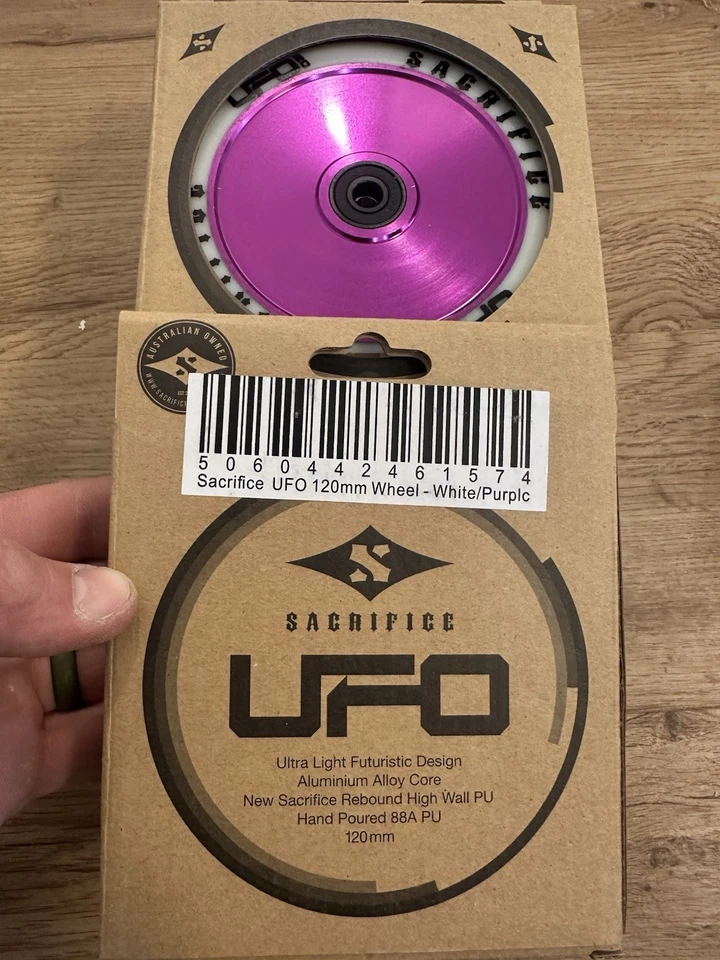 UFO
SACRIFICE
AUSTRALIAN OWNED
5060442461574
Sacrifice UFO 120mm Wheel - White/Purple
SACRIFICE
UFO
Ultra Light Futuristic Design
Aluminium Alloy Core
New Sacrifice Rebound High Wall PU
Hand Poured 88A PU
120mm